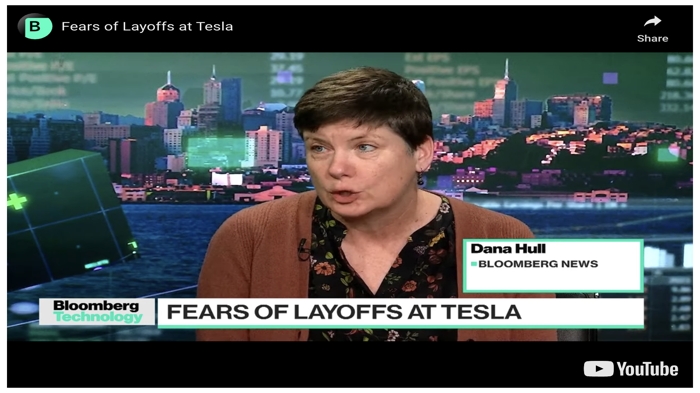 B Fears of Layoffs at Tesla
Share
Dana Hull
BLOOMBERG NEWS
Bloomberg
Technology
FEARS OF LAYOFFS AT TESLA
YouTube